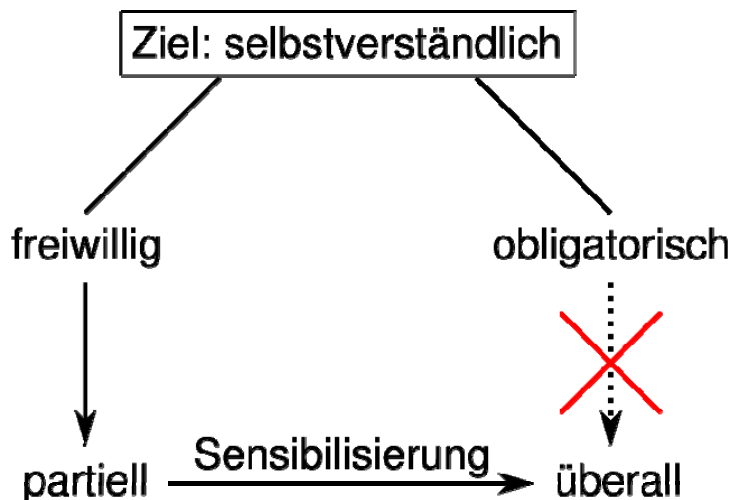 Ziel: selbstverständlich
freiwillig
obligatorisch
Sensibilisierung
partiell
überall